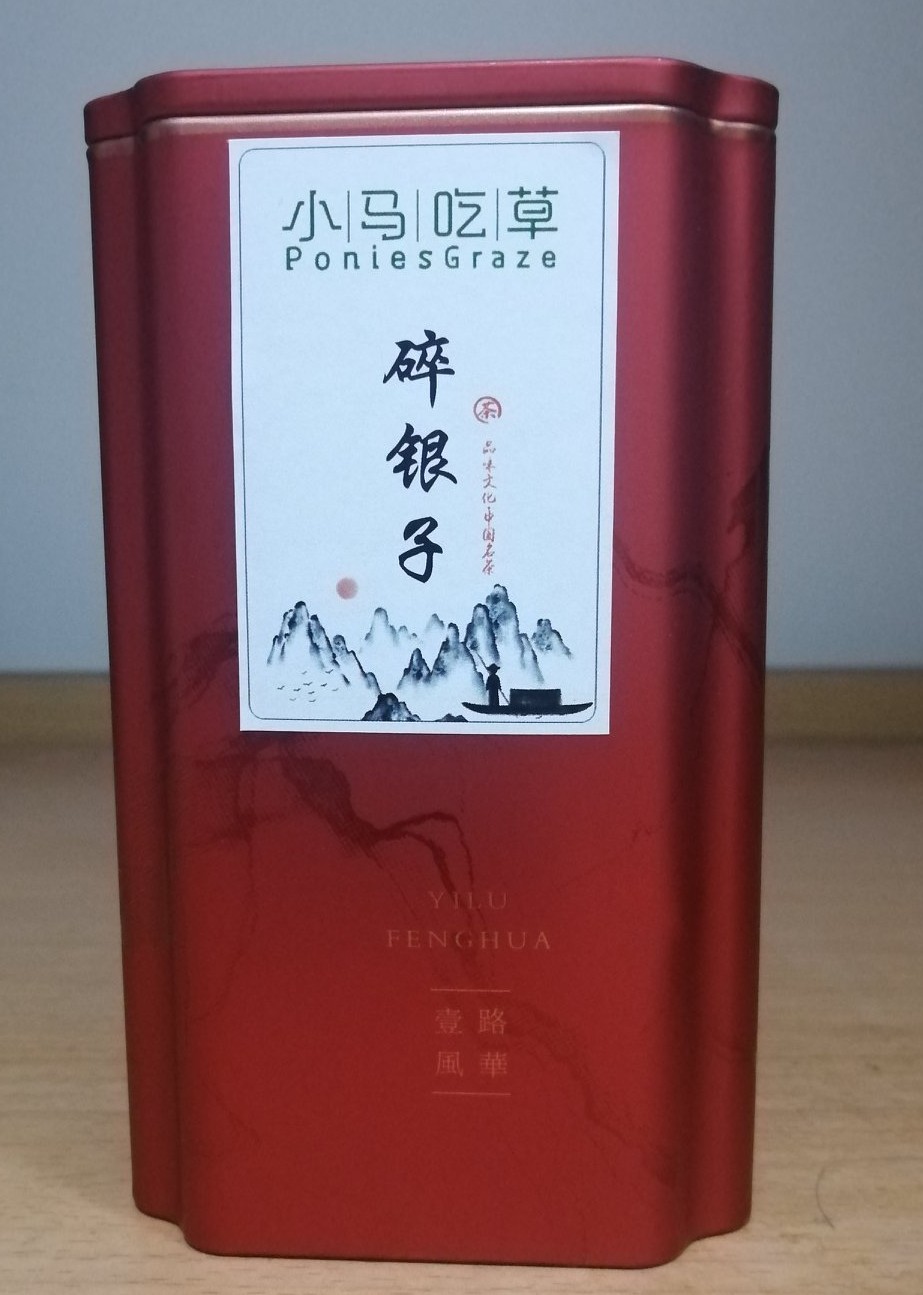 小马吃草
PoniesGraze
碎银子
茶
品味文化中国名茶
YILU
FENGHUA
壹路
風華